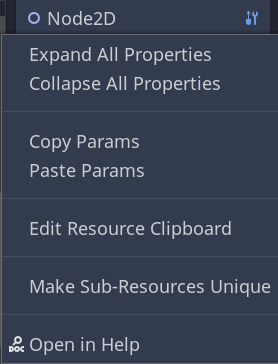 Node2D
Expand All Properties
Collapse All Properties
Copy Params
Paste Params
Edit Resource Clipboard
Make Sub-Resources Unique
DOC Open in Help